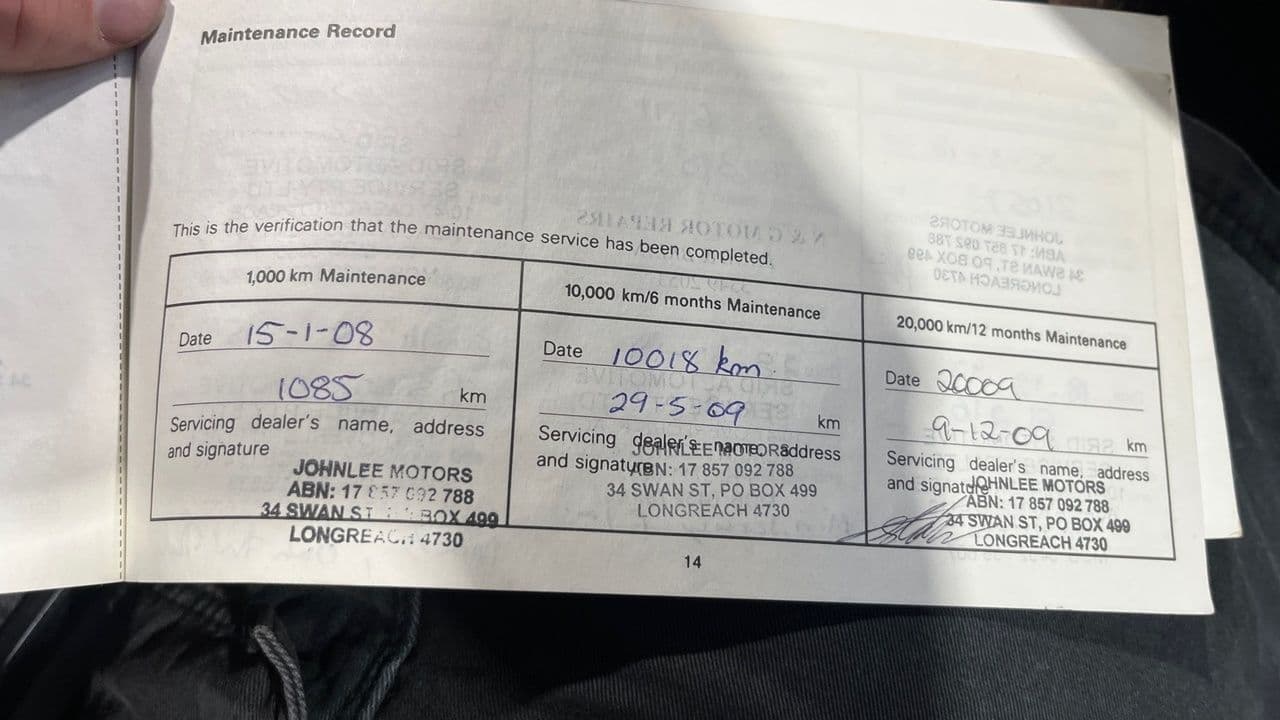 Maintenance Record
This is the verification that the maintenance service has been completed.
1,000 km Maintenance
Date 15-1-08
1085 km
Servicing dealer's name, address
and signature
JOHNLEE MOTORS
ABN: 17 857 092 788
34 SWAN ST BOX 499
LONGREACH 4730
10,000 km/6 months Maintenance
Date 10018 km
29-5-09 km
Servicing dealer's name, address
JOHNLEE MOTORS
and signature
ABN: 17 857 092 788
34 SWAN ST, PO BOX 499
LONGREACH 4730
20,000 km/12 months Maintenance
Date 20009
9-12-09 km
Servicing dealer's name, address
and signature
JOHNLEE MOTORS
ABN: 17 857 092 788
34 SWAN ST, PO BOX 499
LONGREACH 4730
14